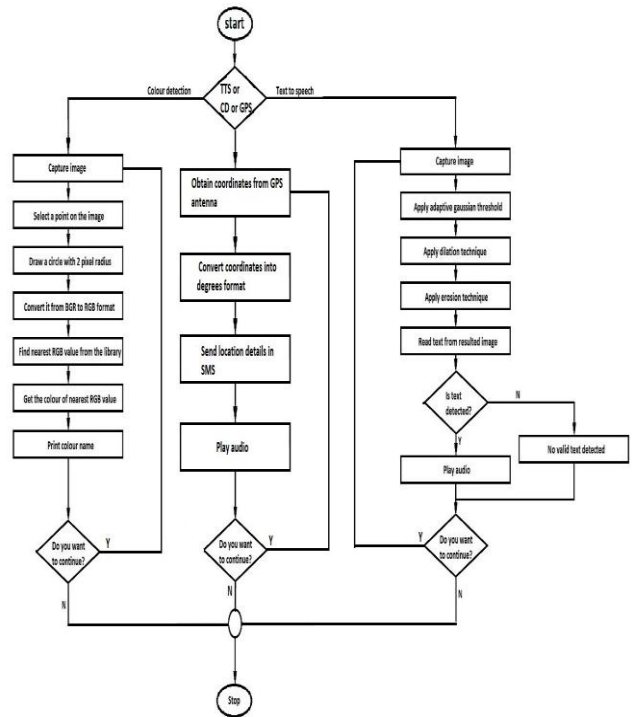 start
Colour detection
TTS or
CD or GPS
Text to speech
Capture image
Select a point on the image
Draw a circle with 2 pixel radius
Convert it from BGR to RGB format
Find nearest RGB value from the library
Get the colour of nearest RGB value
Print colour name
Do you want
to continue?
Y
N
Obtain coordinates from GPS
antenna
Convert coordinates into
degrees format
Send location details in
SMS
Play audio
Do you want
to continue?
Y
N
Capture image
Apply adaptive gaussian threshold
Apply dilation technique
Apply erosion technique
Read text from resulted image
Is text
detected?
N
Y
No valid text detected
Play audio
Do you want
to continue?
Y
N
Stop